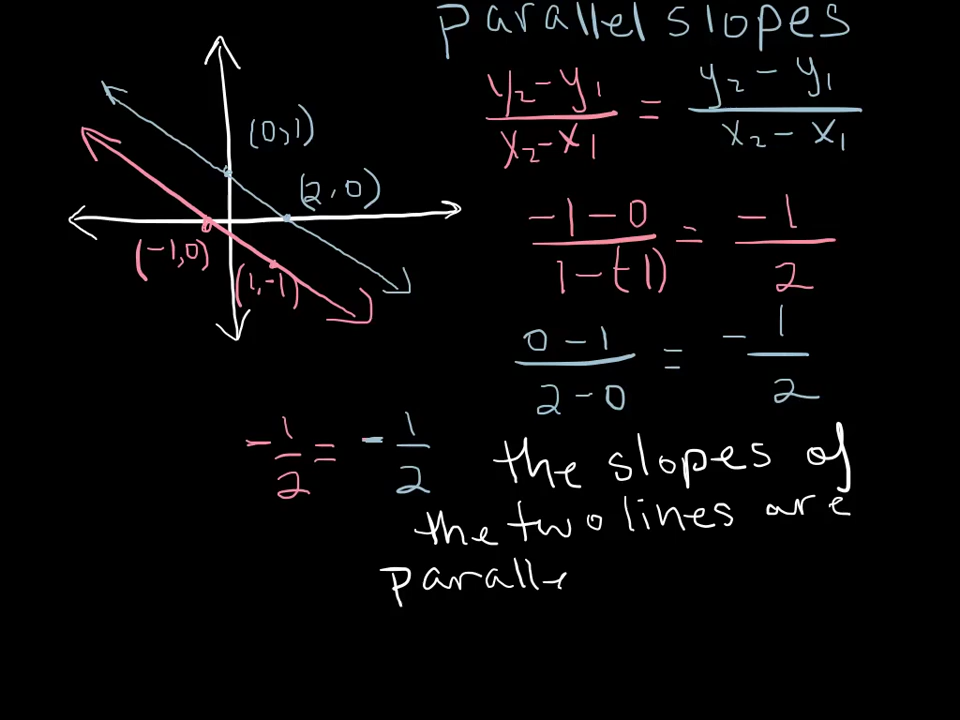 parallel slopes
y₂ - y₁ / x₂ - x₁ = y₂ - y₁ / x₂ - x₁
(0,1)
(2,0)
(-1,0)
(1,-1)
-1-0 / 1-(-1) = -1 / 2
0-1 / 2-0 = -1/2
-1/2 = -1/2
the slopes of
the two lines are
paralle